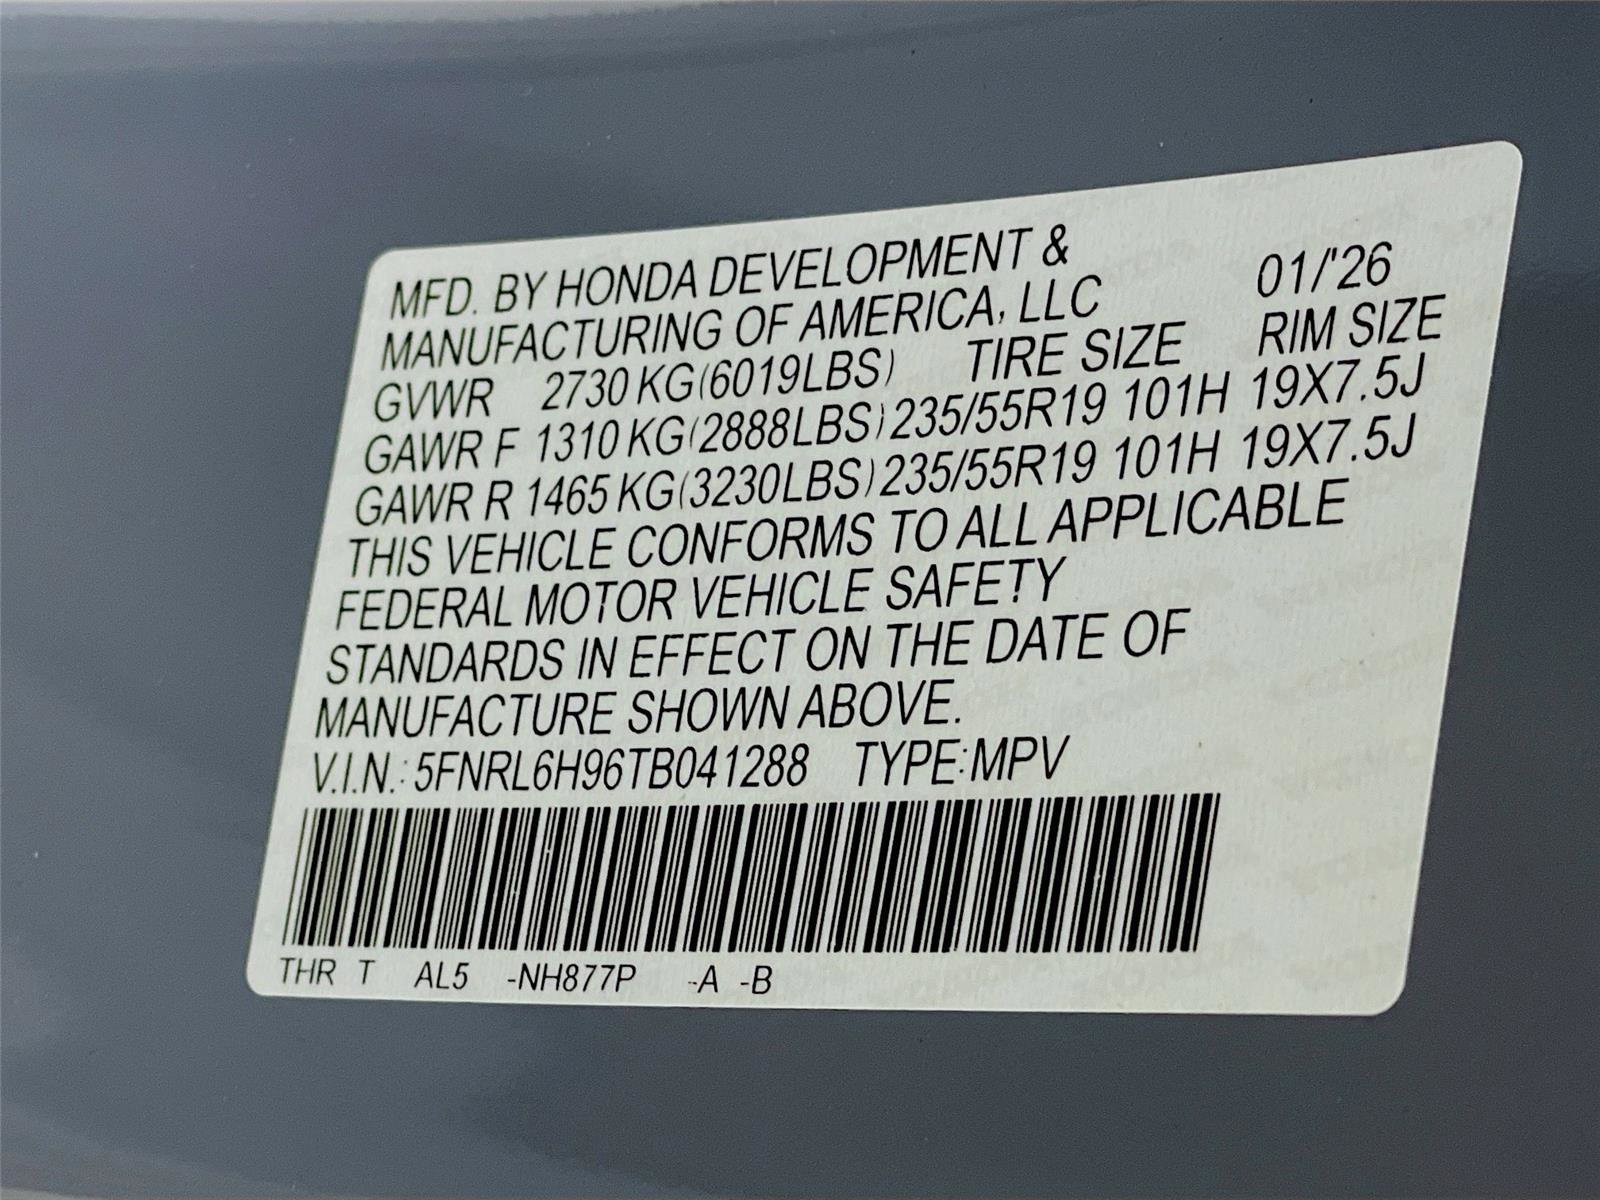 MFD. BY HONDA DEVELOPMENT &
MANUFACTURING OF AMERICA, LLC 01/'26
GVWR 2730 KG(6019LBS) TIRE SIZE RIM SIZE
GAWR F 1310 KG(2888LBS) 235/55R19 101H 19X7.5J
GAWR R 1465 KG(3230LBS) 235/55R19 101H 19X7.5J
THIS VEHICLE CONFORMS TO ALL APPLICABLE
FEDERAL MOTOR VEHICLE SAFETY
STANDARDS IN EFFECT ON THE DATE OF
MANUFACTURE SHOWN ABOVE.
V.I.N.: 5FNRL6H96TB041288 TYPE:MPV
THR T AL5 -NH877P -A -B